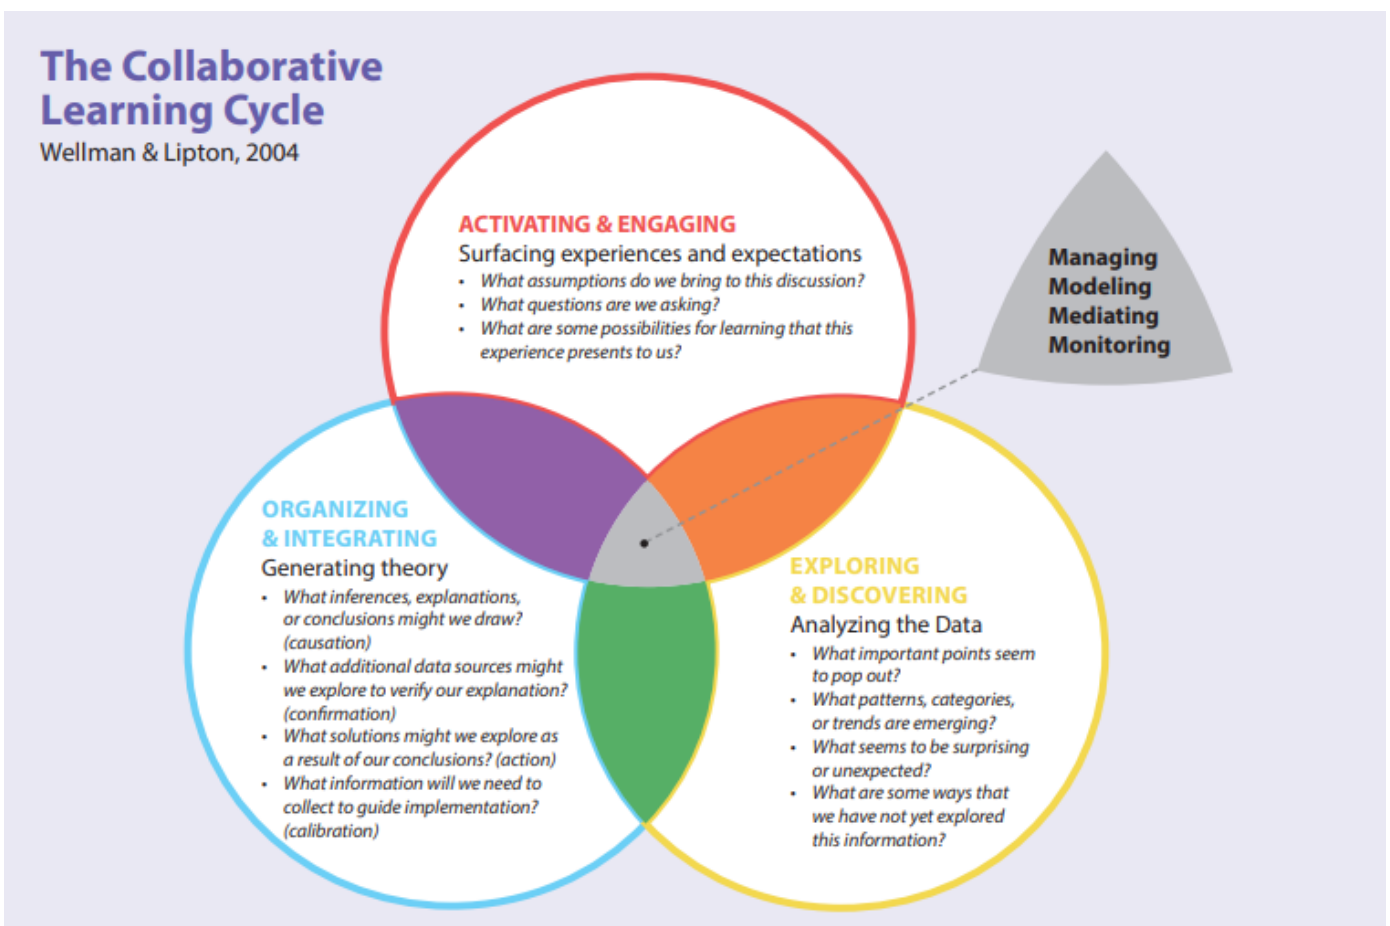 The Collaborative
Learning Cycle
Wellman & Lipton, 2004
ACTIVATING & ENGAGING
Surfacing experiences and expectations
• What assumptions do we bring to this discussion?
• What questions are we asking?
• What are some possibilities for learning that this
experience presents to us?
Managing
Modeling
Mediating
Monitoring
ORGANIZING
& INTEGRATING
Generating theory
• What inferences, explanations,
or conclusions might we draw?
(causation)
• What additional data sources might
we explore to verify our explanation?
(confirmation)
• What solutions might we explore as
a result of our conclusions? (action)
• What information will we need to
collect to guide implementation?
(calibration)
EXPLORING
& DISCOVERING
Analyzing the Data
• What important points seem
to pop out?
• What patterns, categories,
or trends are emerging?
• What seems to be surprising
or unexpected?
• What are some ways that
we have not yet explored
this information?